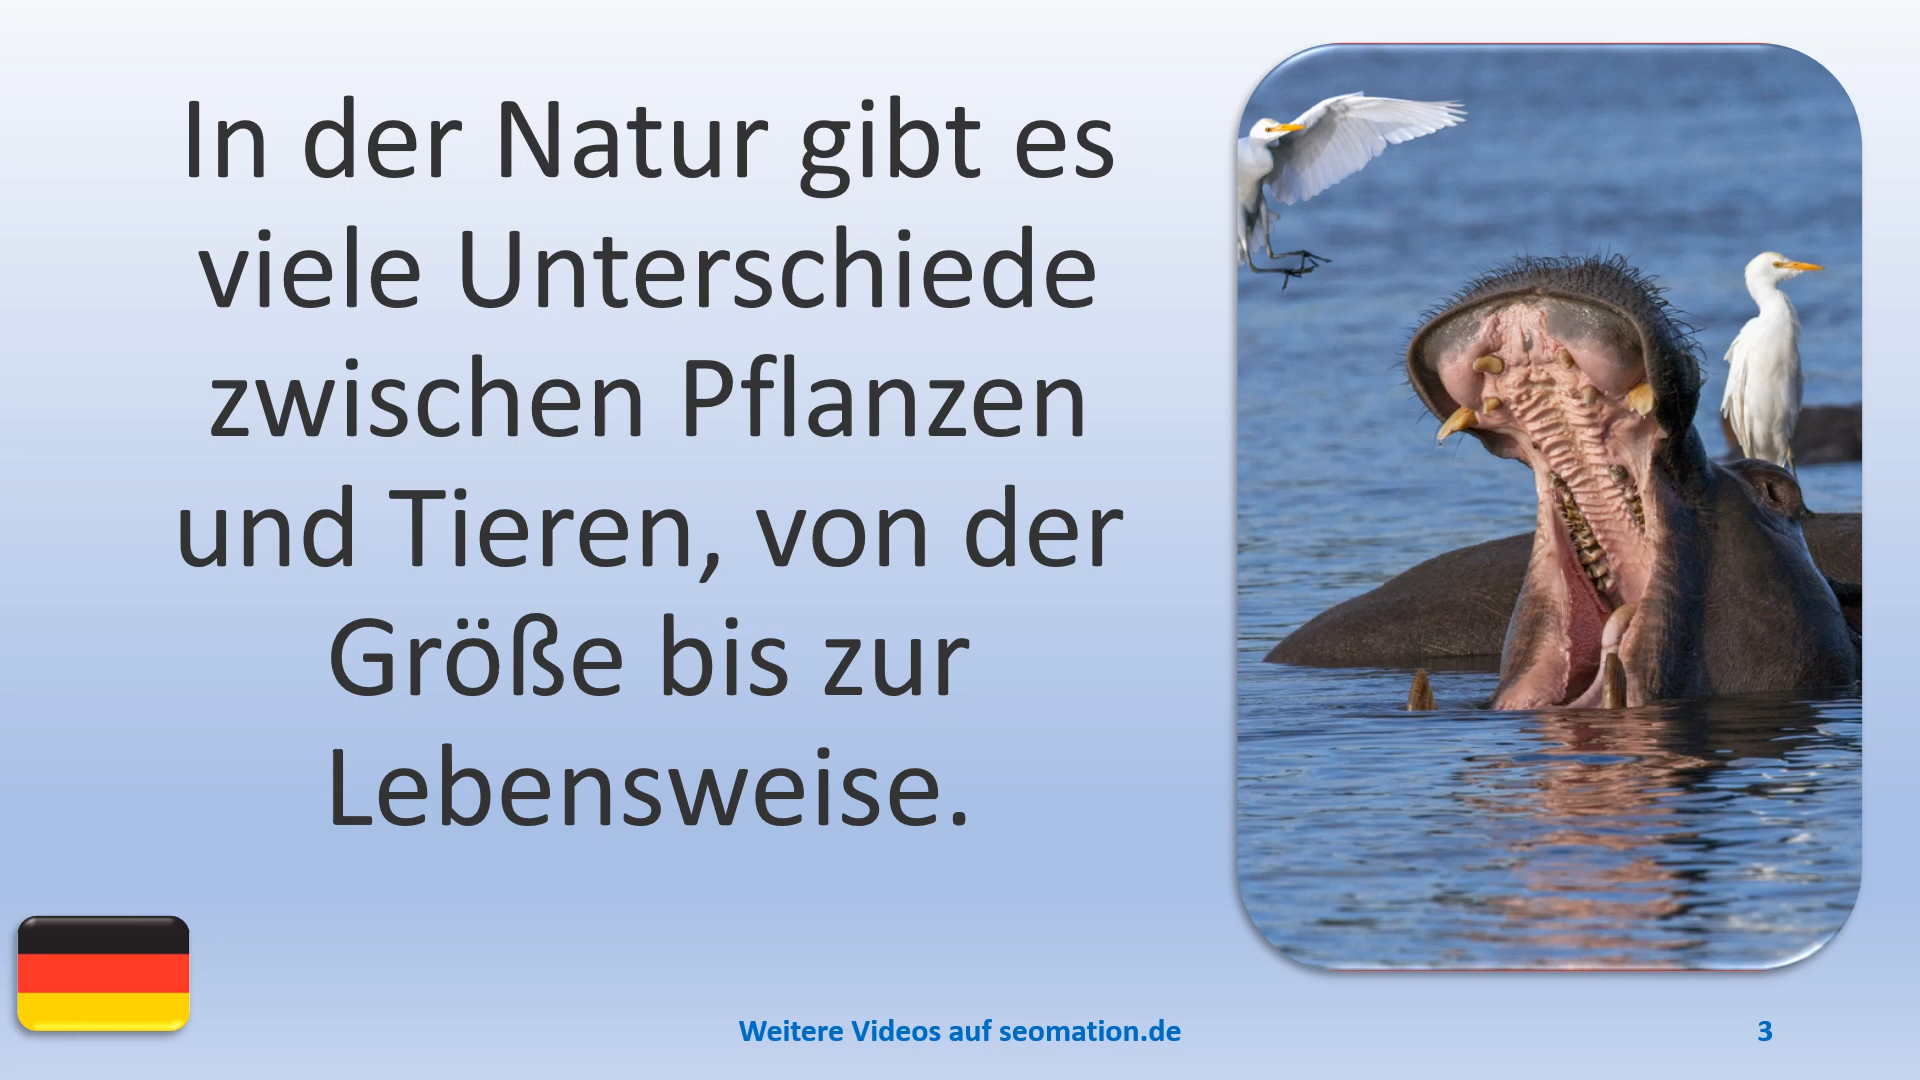 In der Natur gibt es
viele Unterschiede
zwischen Pflanzen
und Tieren, von der
Größe bis zur
Lebensweise.
Weitere Videos auf seomation.de
3